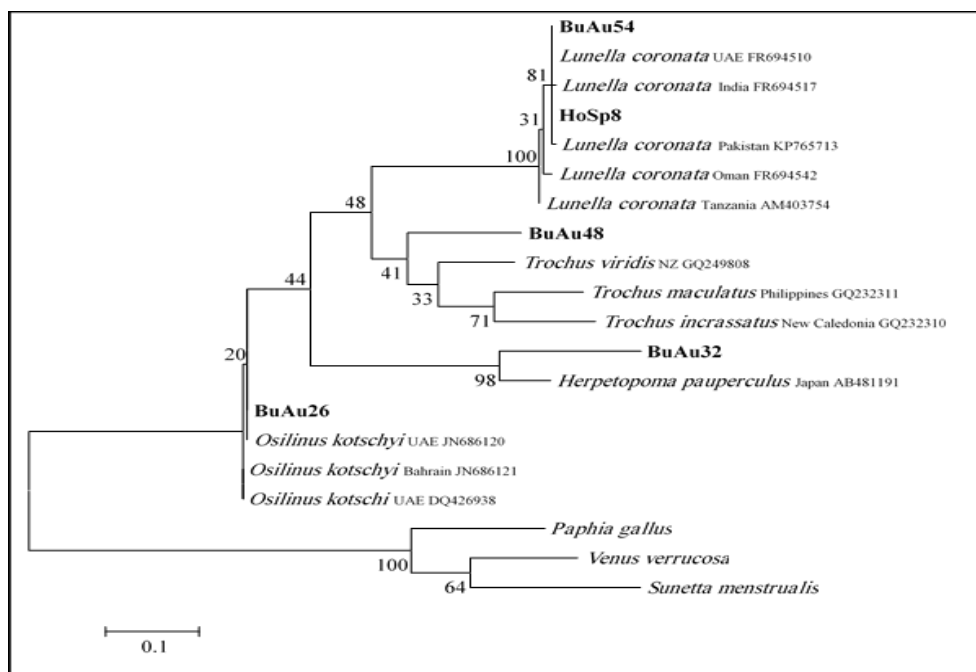 BuAu54
Lunella coronata UAE FR694510
81
Lunella coronata India FR694517
HoSp8
31
Lunella coronata Pakistan KP765713
100
Lunella coronata Oman FR694542
Lunella coronata Tanzania AM403754
48
BuAu48
41
Trochus viridis NZ GQ249808
33
Trochus maculatus Philippines GQ232311
71
Trochus incrassatus New Caledonia GQ232310
44
BuAu32
98
Herpetopoma pauperculus Japan AB481191
20
BuAu26
Osilinus kotschyi UAE JN686120
Osilinus kotschyi Bahrain JN686121
Osilinus kotschi UAE DQ426938
Paphia gallus
100
Venus verrucosa
64
Sunetta menstrualis
0.1